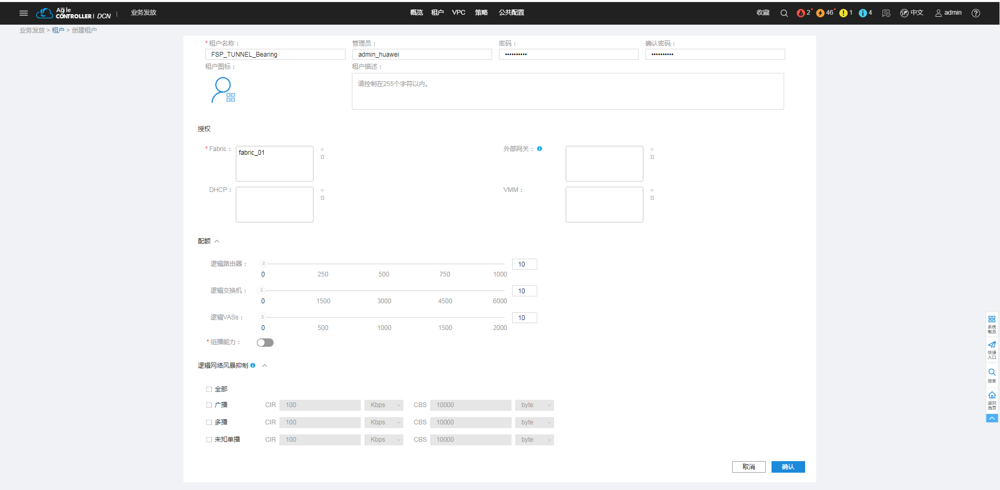 Agile
CONTROLLER | DCN | 业务发放 概览 租户 VPC 策略 公共配置 收藏 2 46 1 4 中文 admin
业务发放 > 租户 > 创建租户
* 租户名称： 管理员： 密码： 确认密码：
FSP_TUNNEL_Bearing admin_huawei •••••••••• ••••••••••
租户图标： 租户描述：
请控制在255个字符以内。
授权
* Fabric： fabric_01 外部网关：
DHCP： VMM：
配额
逻辑路由器： 10
0 250 500 750 1000
逻辑交换机： 10
0 1500 3000 4500 6000
逻辑VASs： 10
0 500 1000 1500 2000
* 组播能力：
逻辑网络风暴抑制
全部
广播 CIR 100 Kbps CBS 10000 byte
多播 CIR 100 Kbps CBS 10000 byte
未知单播 CIR 100 Kbps CBS 10000 byte
取消 确认
系统
概览
快捷
入口
搜索
返回
首页